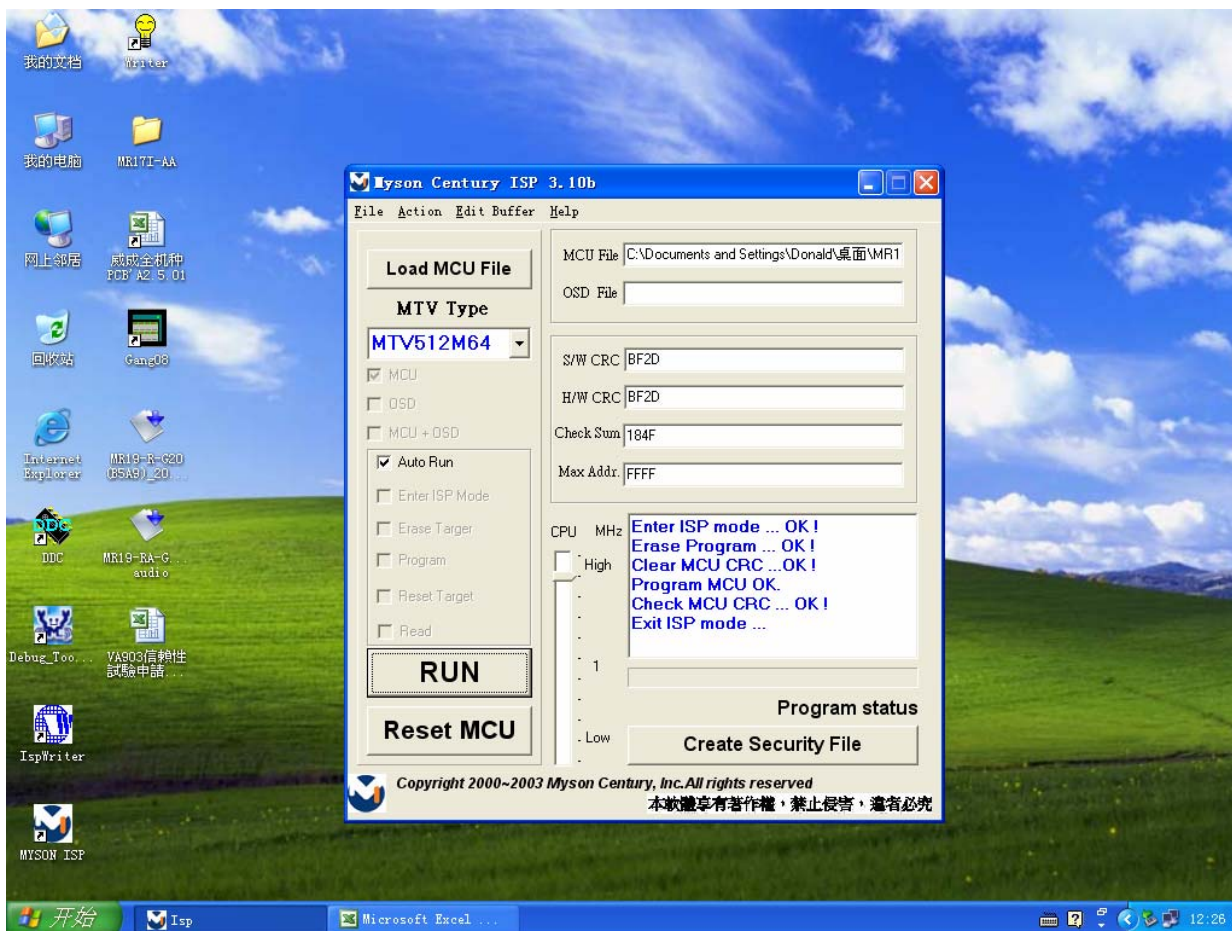 我的文档
Writer
我的电脑
MR17I-AA
网上邻居
威成全机种
PCB'A2.5.01
回收站
Gang08
Internet
Explorer
MR19-R-G20
(B5A9)_20...
DDC
DDC
MR19-RA-G...
audio
Debug_Too...
VA903信賴性
試驗申請...
IspWriter
MYSON ISP
Myson Century ISP 3.10b
File Action Edit Buffer Help
Load MCU File
MTV Type
MTV512M64
MCU
OSD
MCU + OSD
Auto Run
Enter ISP Mode
Erase Targer
Program
Reset Target
Read
RUN
Reset MCU
MCU File C:\Documents and Settings\Donald\桌面\MR1
OSD File
S/W CRC BF2D
H/W CRC BF2D
Check Sum 184F
Max Addr. FFFF
CPU MHz
High
1
Low
Enter ISP mode ... OK !
Erase Program ... OK !
Clear MCU CRC ...OK !
Program MCU OK.
Check MCU CRC ... OK !
Exit ISP mode ...
Program status
Create Security File
Copyright 2000~2003 Myson Century, Inc.All rights reserved
本軟體享有著作權，禁止侵害，違者必究
开始
Isp
Microsoft Excel ...
12:26